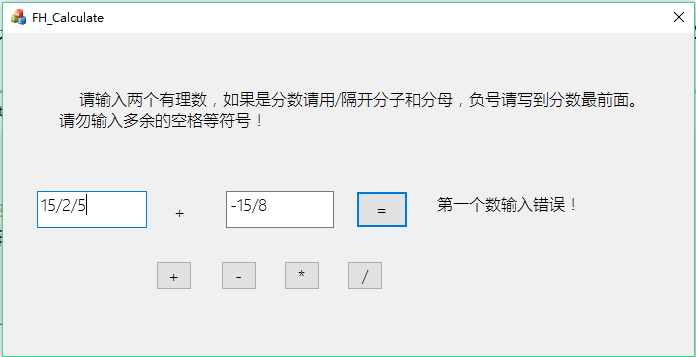 FH_Calculate
请输入两个有理数，如果是分数请用/隔开分子和分母，负号请写到分数最前面。
请勿输入多余的空格等符号！
15/2/5 + -15/8 = 第一个数输入错误！
+ - * /